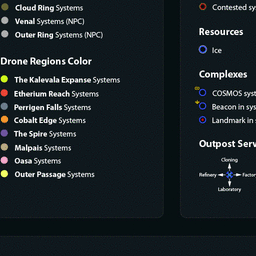 Cloud Ring Systems
Venal Systems (NPC)
Outer Ring Systems (NPC)
Drone Regions Color
The Kalevala Expanse Systems
Etherium Reach Systems
Perrigen Falls Systems
Cobalt Edge Systems
The Spire Systems
Malpais Systems
Oasa Systems
Outer Passage Systems
Contested sy
Resources
Ice
Complexes
COSMOS syst
Beacon in sys
Landmark in s
Outpost Serv
Cloning
Refinery
Factor
Laboratory